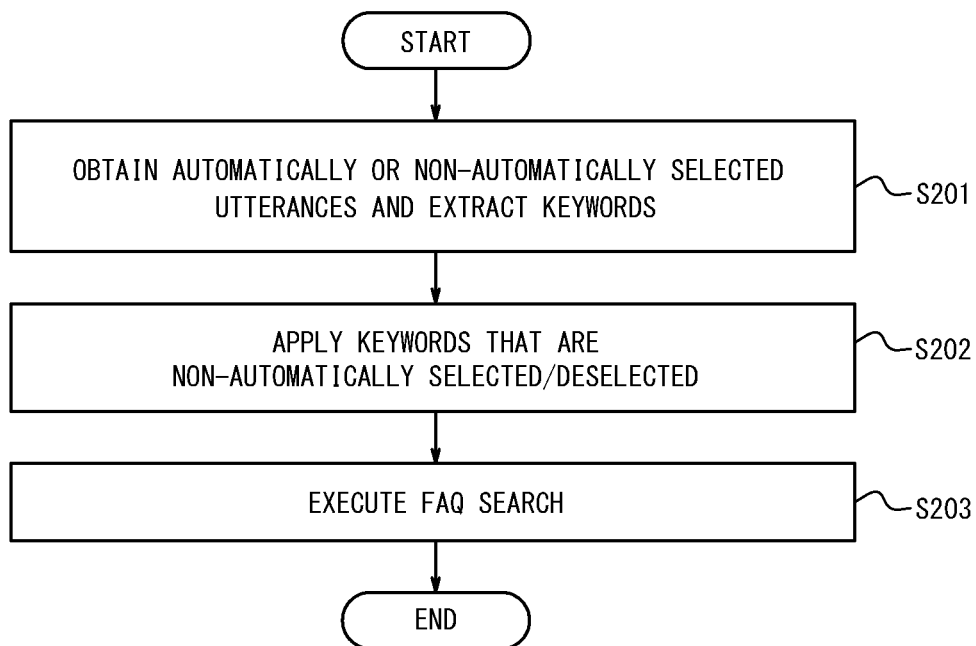 START
OBTAIN AUTOMATICALLY OR NON-AUTOMATICALLY SELECTED
UTTERANCES AND EXTRACT KEYWORDS
S201
APPLY KEYWORDS THAT ARE
NON-AUTOMATICALLY SELECTED/DESELECTED
S202
EXECUTE FAQ SEARCH
S203
END